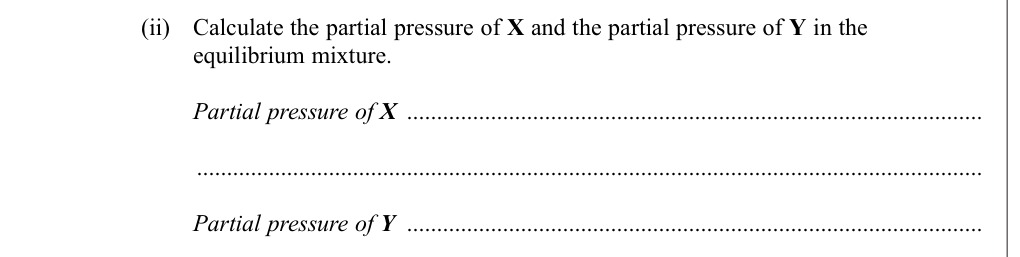 (ii) Calculate the partial pressure of X and the partial pressure of Y in the
equilibrium mixture.
Partial pressure of X ................................................................................................
...................................................................................................................................
Partial pressure of Y ................................................................................................